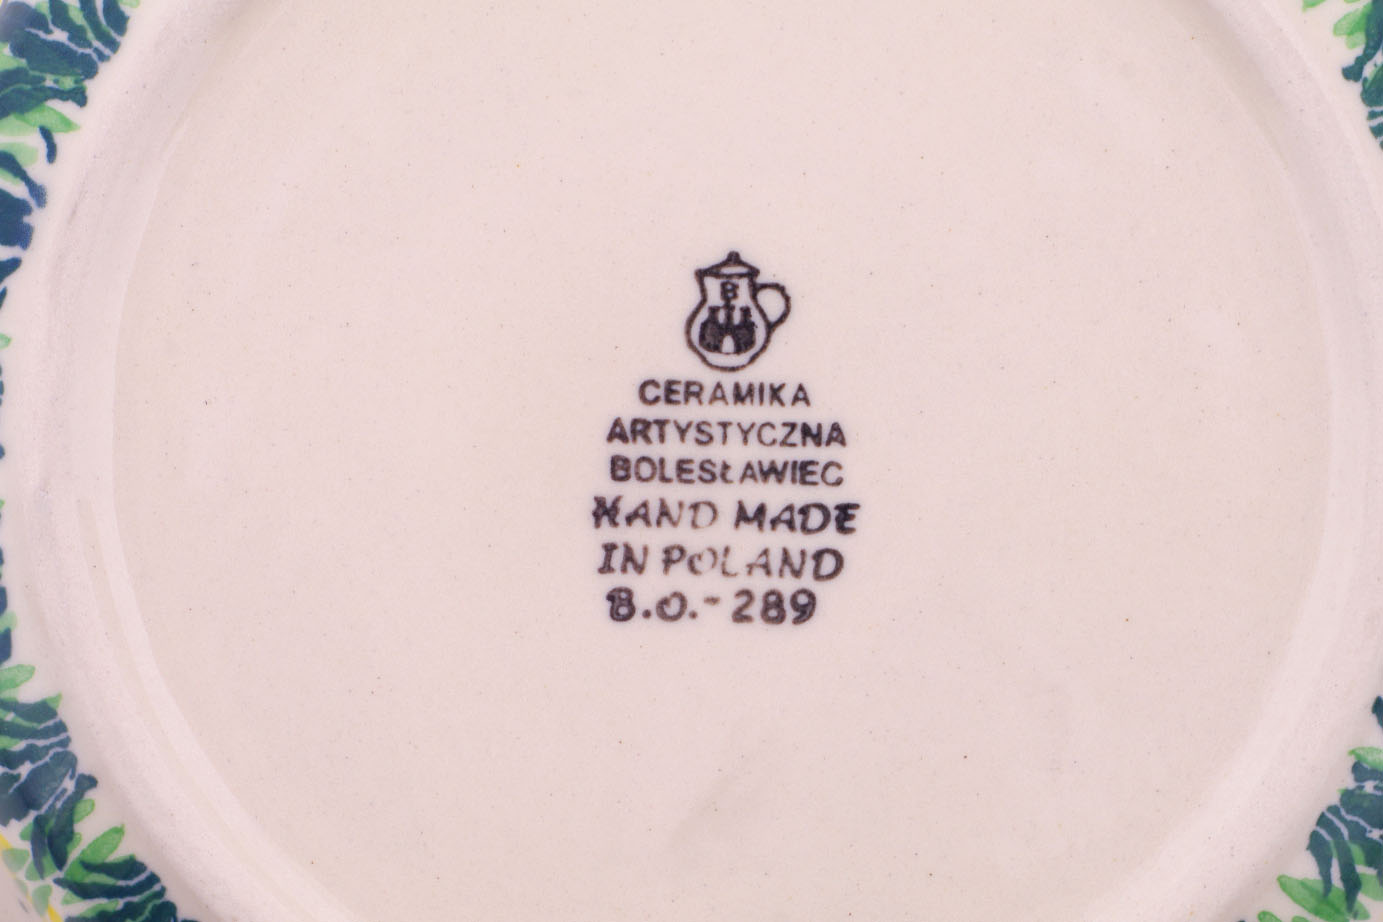 B
CERAMIKA
ARTYSTYCZNA
BOLESŁAWIEC
HAND MADE
IN POLAND
B.O.-289